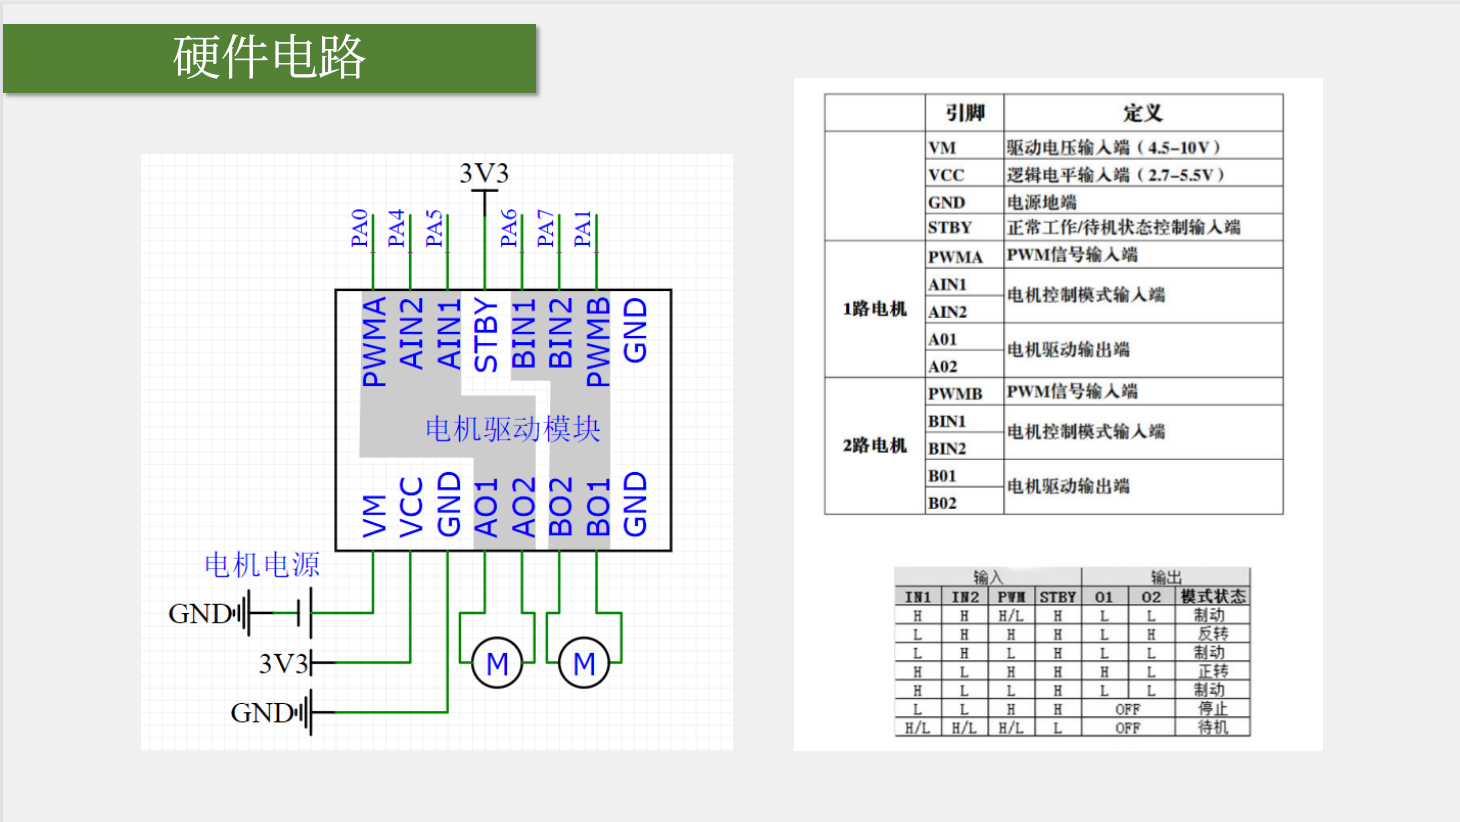 硬件电路
3V3
PA0 PA4 PA5 PA6 PA7 PA1
PWMA AIN2 AIN1 STBY BIN1 BIN2 PWMB GND
电机驱动模块
VM VCC GND AO1 AO2 BO2 BO1 GND
电机电源
GND
3V3
GND
M M
引脚 定义
VM 驱动电压输入端（4.5-10V）
VCC 逻辑电平输入端（2.7-5.5V）
GND 电源地端
STBY 正常工作/待机状态控制输入端
1路电机
PWMA PWM信号输入端
AIN1 电机控制模式输入端
AIN2
A01 电机驱动输出端
A02
2路电机
PWMB PWM信号输入端
BIN1 电机控制模式输入端
BIN2
B01 电机驱动输出端
B02
输入 输出
IN1 IN2 PWM STBY O1 O2 模式状态
H H H/L H L L 制动
L H H H L H 反转
L H L H L L 制动
H L H H H L 正转
H L L H L L 制动
L L H H OFF 停止
H/L H/L H/L L OFF 待机